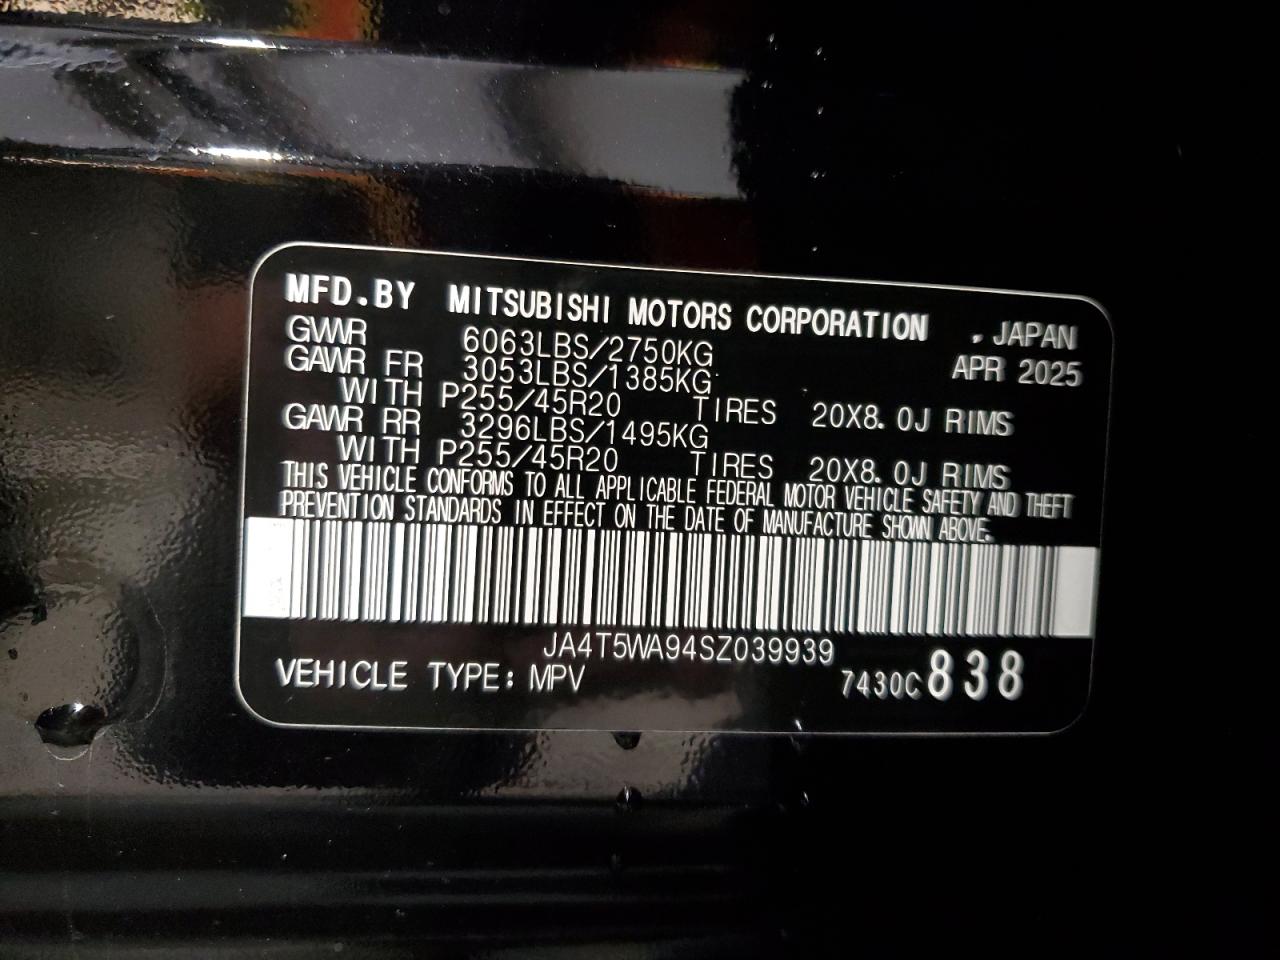 MFD.BY MITSUBISHI MOTORS CORPORATION , JAPAN
GVWR 6063LBS/2750KG APR 2025
GAWR FR 3053LBS/1385KG
WITH P255/45R20 TIRES 20X8.0J RIMS
GAWR RR 3296LBS/1495KG
WITH P255/45R20 TIRES 20X8.0J RIMS
THIS VEHICLE CONFORMS TO ALL APPLICABLE FEDERAL MOTOR VEHICLE SAFETY AND THEFT
PREVENTION STANDARDS IN EFFECT ON THE DATE OF MANUFACTURE SHOWN ABOVE.
JA4T5WA94SZ039939
VEHICLE TYPE: MPV 7430C 838